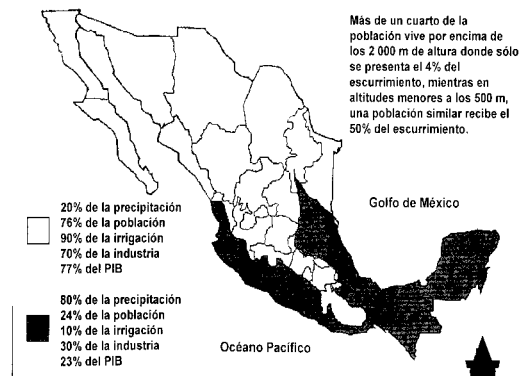 Más de un cuarto de la
población vive por encima de
los 2 000 m de altura donde sólo
se presenta el 4% del
escurrimiento, mientras en
altitudes menores a los 500 m,
una población similar recibe el
50% del escurrimiento.
Golfo de México
20% de la precipitación
76% de la población
90% de la irrigación
70% de la industria
77% del PIB
80% de la precipitación
24% de la población
10% de la irrigación
30% de la industria
23% del PIB
Océano Pacífico